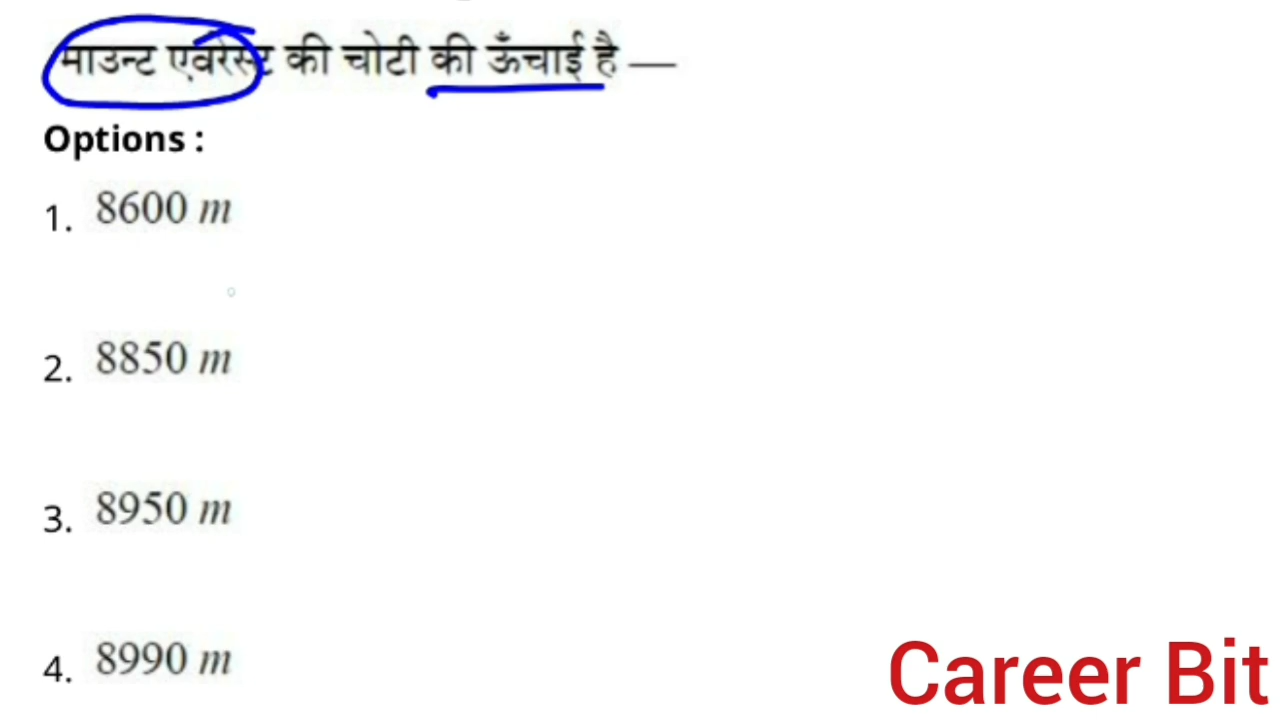 माउन्ट एवरेस्ट की चोटी की ऊँचाई है —
Options :
1. 8600 m
2. 8850 m
3. 8950 m
4. 8990 m
Career Bit